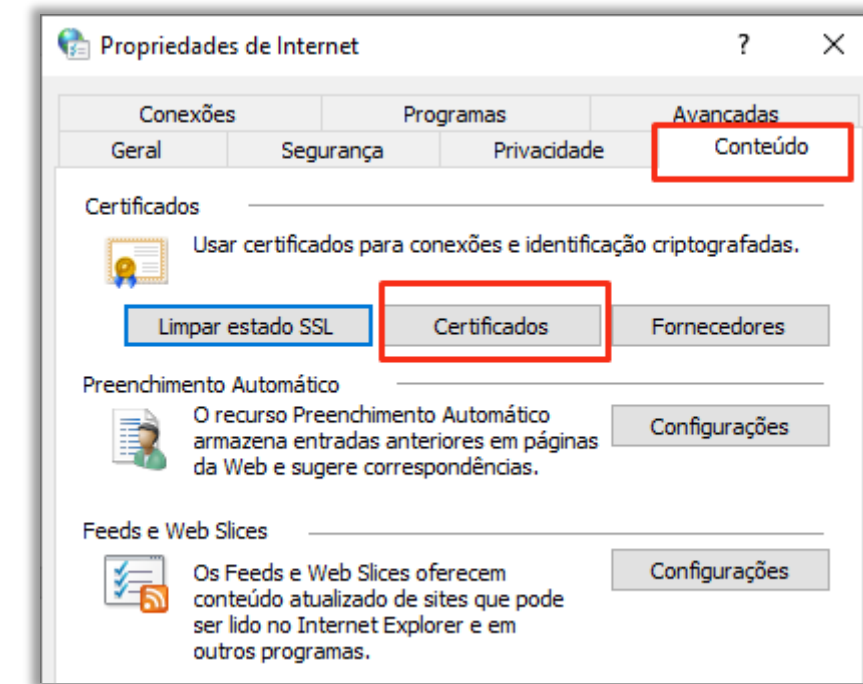 Propriedades de Internet ?
Conexões Programas Avançadas
Geral Segurança Privacidade Conteúdo
Certificados
Usar certificados para conexões e identificação criptografadas.
Limpar estado SSL Certificados Fornecedores
Preenchimento Automático
O recurso Preenchimento Automático
armazena entradas anteriores em páginas
da Web e sugere correspondências.
Configurações
Feeds e Web Slices
Os Feeds e Web Slices oferecem
conteúdo atualizado de sites que pode
ser lido no Internet Explorer e em
outros programas.
Configurações